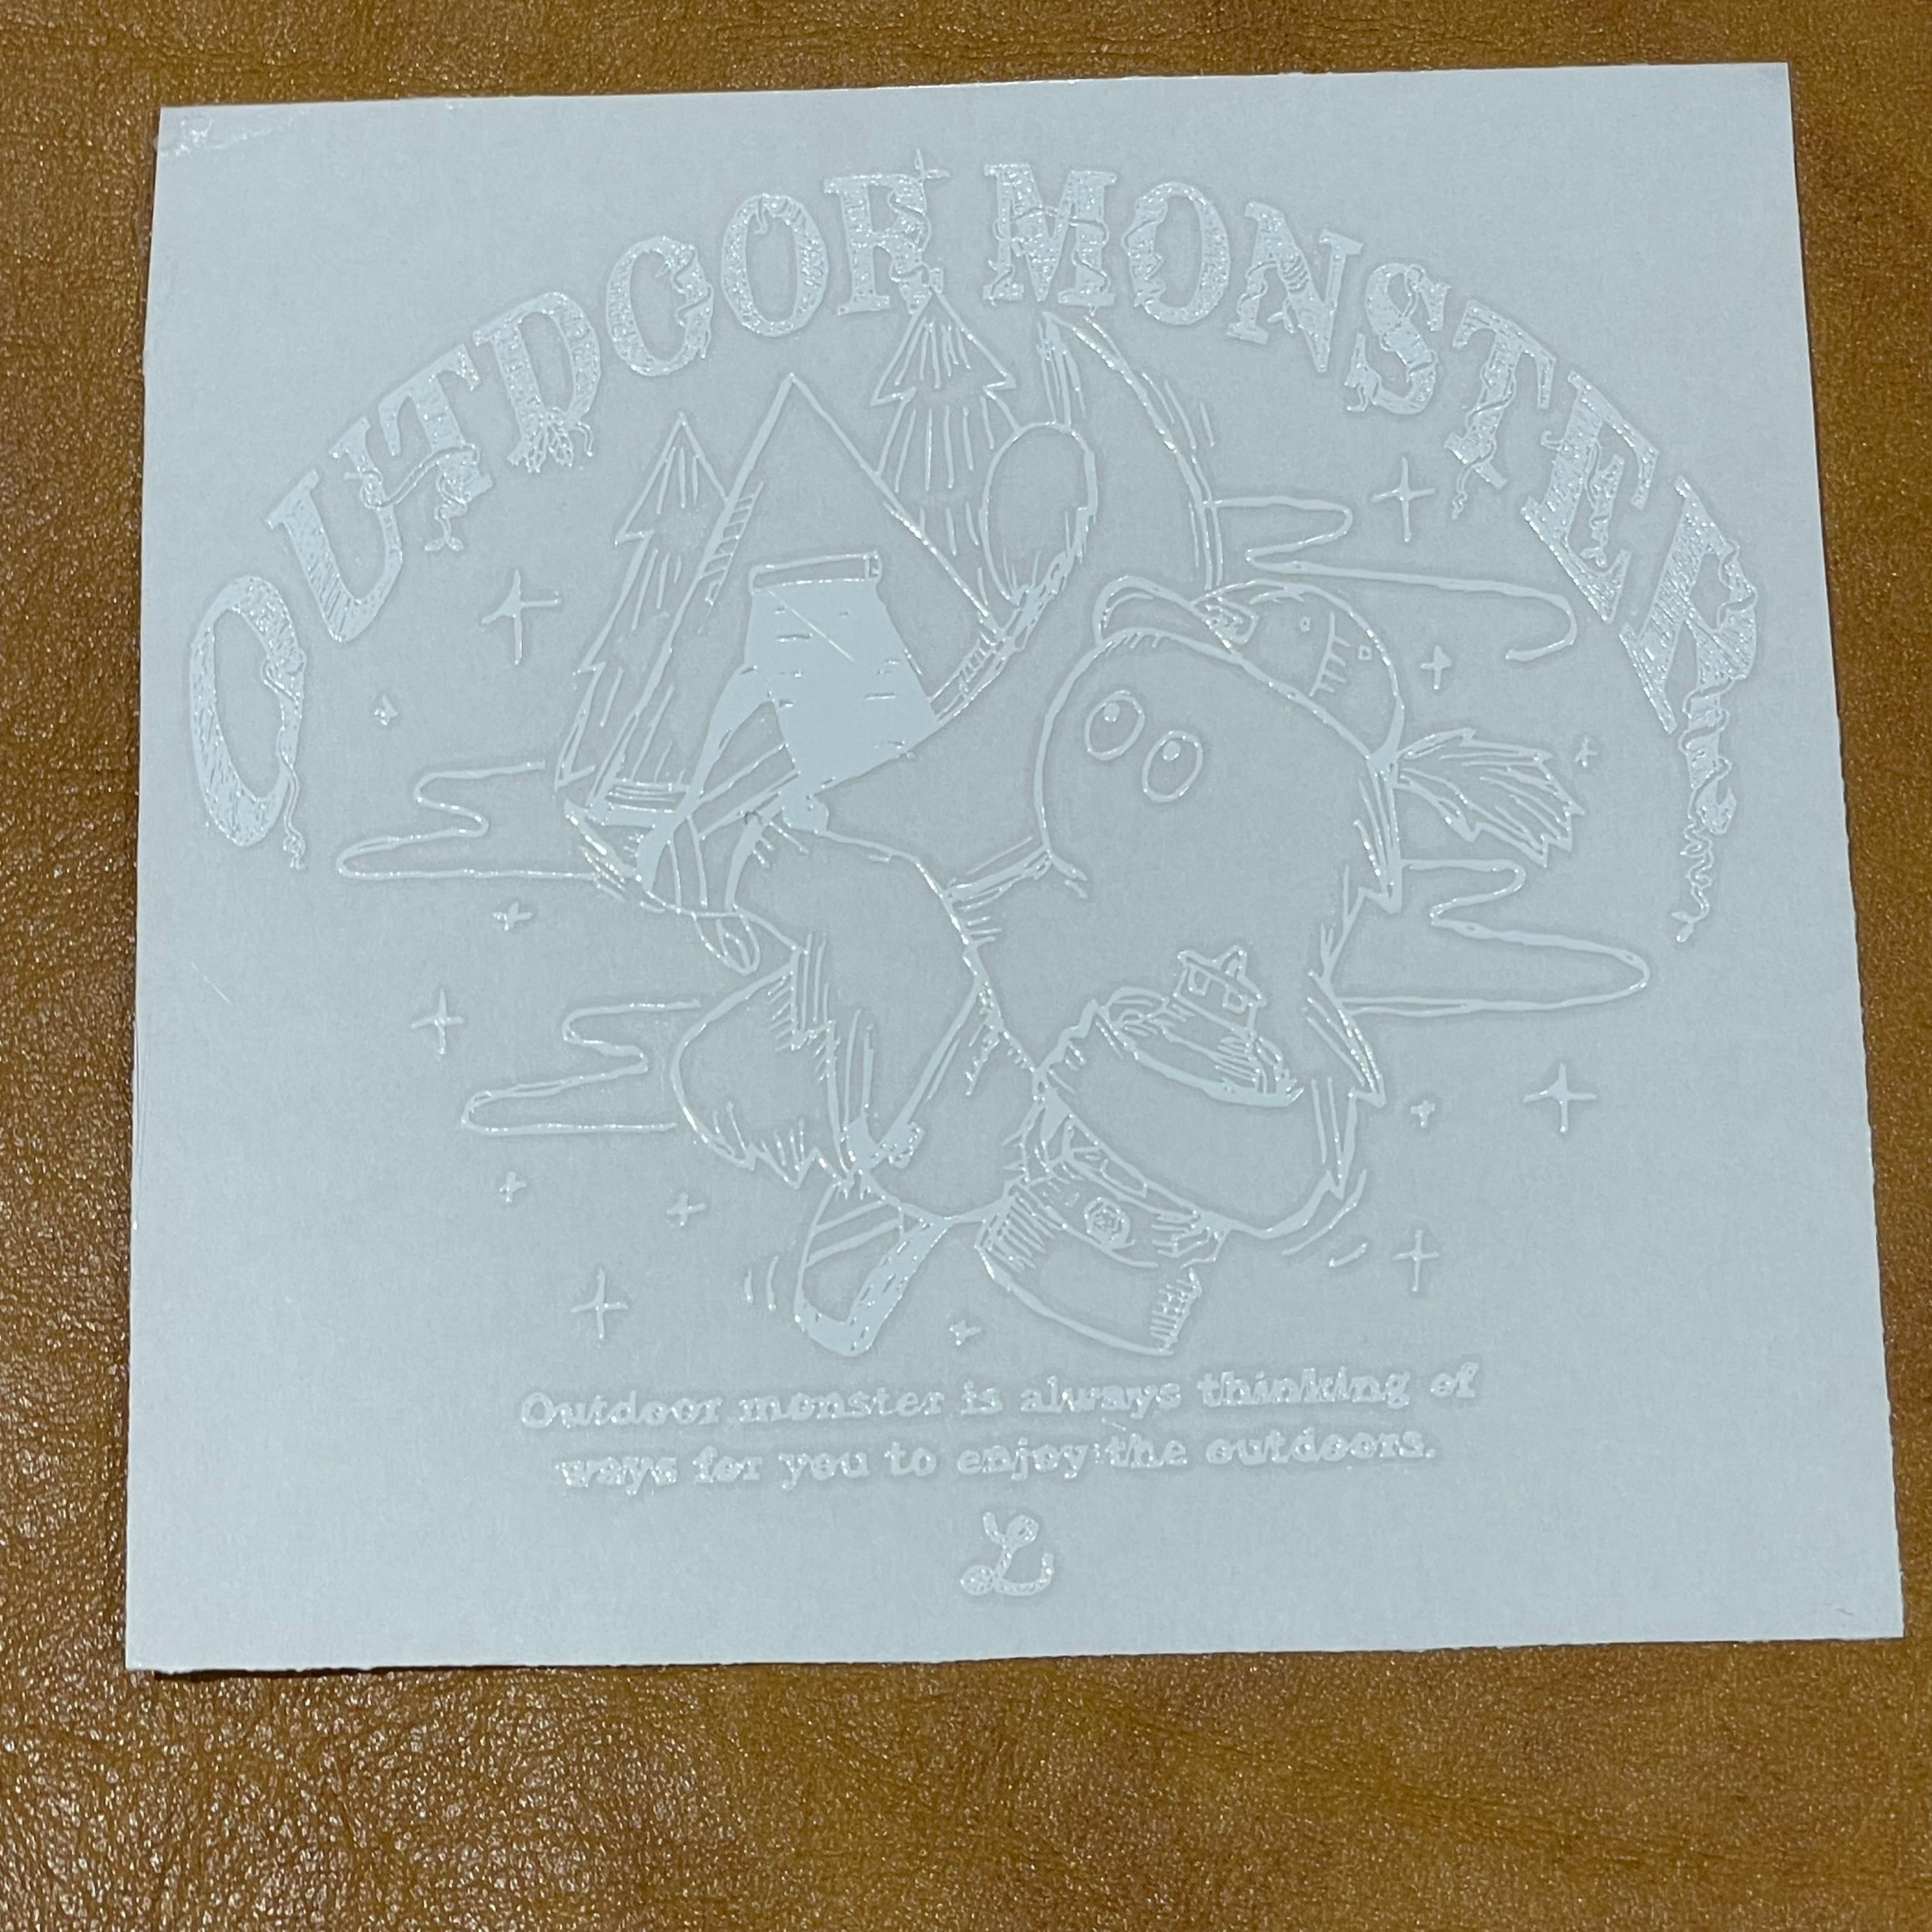 OUTDOOR MONSTER
Outdoor monster is always thinking of
ways for you to enjoy the outdoors.
L